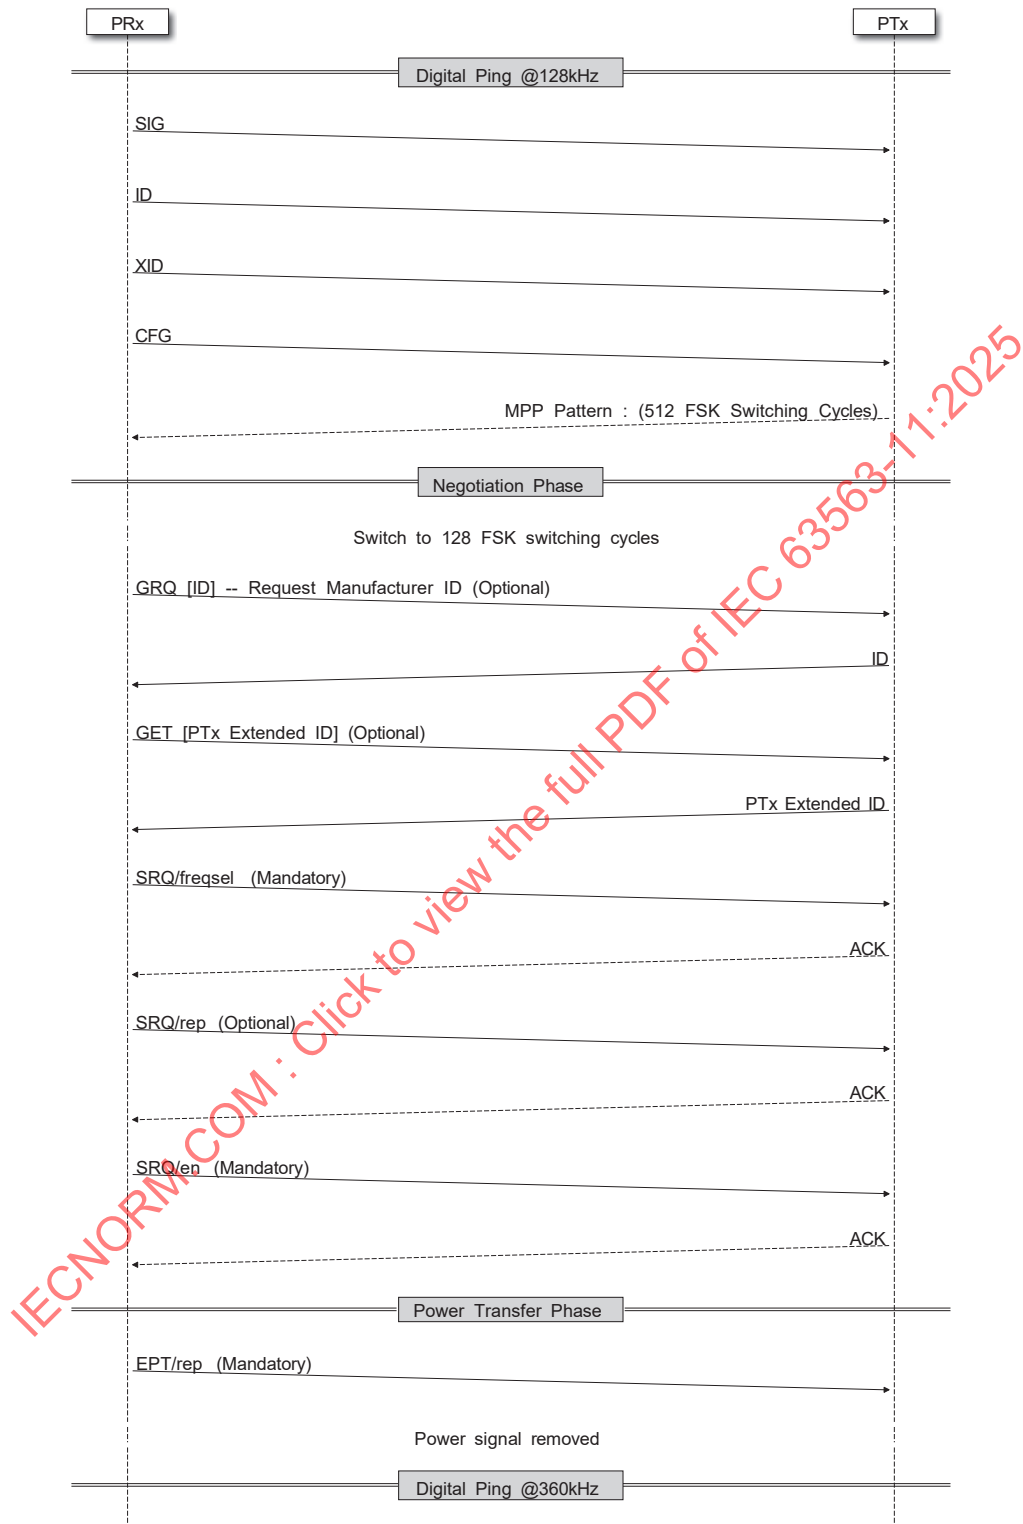 PRx
PTx
Digital Ping @128kHz
SIG
ID
XID
CFG
MPP Pattern : (512 FSK Switching Cycles)
Negotiation Phase
Switch to 128 FSK switching cycles
GRQ [ID] -- Request Manufacturer ID (Optional)
ID
GET [PTx Extended ID] (Optional)
PTx Extended ID
SRQ/freqsel (Mandatory)
ACK
SRQ/rep (Optional)
ACK
SRQ/en (Mandatory)
ACK
Power Transfer Phase
EPT/rep (Mandatory)
Power signal removed
Digital Ping @360kHz
IECNORM.COM : Click to view the full PDF of IEC 63563-11:2025